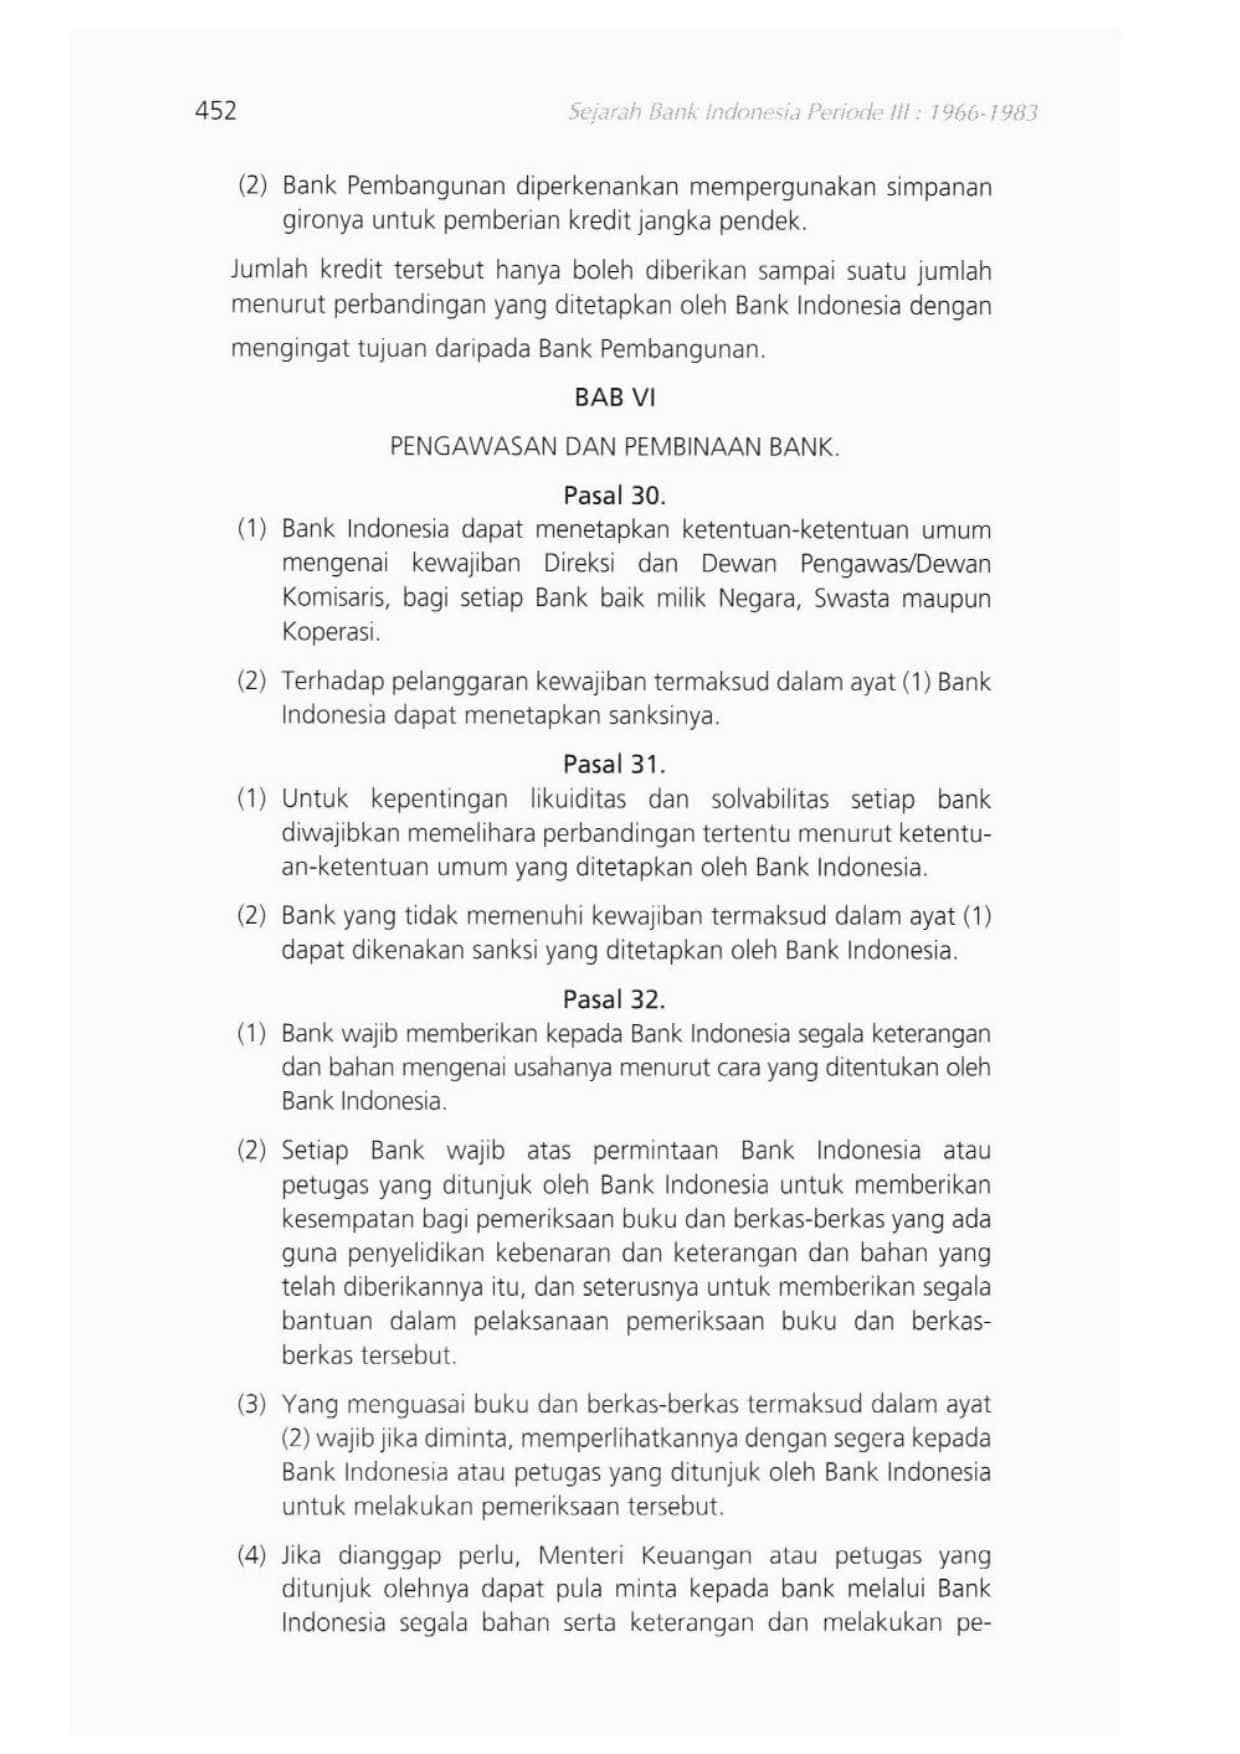 452
Sejarah Bank Indonesia Periode III : 1966-1983
(2) Bank Pembangunan diperkenankan mempergunakan simpanan
gironya untuk pemberian kredit jangka pendek.
Jumlah kredit tersebut hanya boleh diberikan sampai suatu jumlah
menurut perbandingan yang ditetapkan oleh Bank Indonesia dengan
mengingat tujuan daripada Bank Pembangunan.
BAB VI
PENGAWASAN DAN PEMBINAAN BANK.
Pasal 30.
(1) Bank Indonesia dapat menetapkan ketentuan-ketentuan umum
mengenai kewajiban Direksi dan Dewan Pengawas/Dewan
Komisaris, bagi setiap Bank baik milik Negara, Swasta maupun
Koperasi.
(2) Terhadap pelanggaran kewajiban termaksud dalam ayat (1) Bank
Indonesia dapat menetapkan sanksinya.
Pasal 31.
(1) Untuk kepentingan likuiditas dan solvabilitas setiap bank
diwajibkan memelihara perbandingan tertentu menurut ketentu-
an-ketentuan umum yang ditetapkan oleh Bank Indonesia.
(2) Bank yang tidak memenuhi kewajiban termaksud dalam ayat (1)
dapat dikenakan sanksi yang ditetapkan oleh Bank Indonesia.
Pasal 32.
(1) Bank wajib memberikan kepada Bank Indonesia segala keterangan
dan bahan mengenai usahanya menurut cara yang ditentukan oleh
Bank Indonesia.
(2) Setiap Bank wajib atas permintaan Bank Indonesia atau
petugas yang ditunjuk oleh Bank Indonesia untuk memberikan
kesempatan bagi pemeriksaan buku dan berkas-berkas yang ada
guna penyelidikan kebenaran dan keterangan dan bahan yang
telah diberikannya itu, dan seterusnya untuk memberikan segala
bantuan dalam pelaksanaan pemeriksaan buku dan berkas-
berkas tersebut.
(3) Yang menguasai buku dan berkas-berkas termaksud dalam ayat
(2) wajib jika diminta, memperlihatkannya dengan segera kepada
Bank Indonesia atau petugas yang ditunjuk oleh Bank Indonesia
untuk melakukan pemeriksaan tersebut.
(4) Jika dianggap perlu, Menteri Keuangan atau petugas yang
ditunjuk olehnya dapat pula minta kepada bank melalui Bank
Indonesia segala bahan serta keterangan dan melakukan pe-